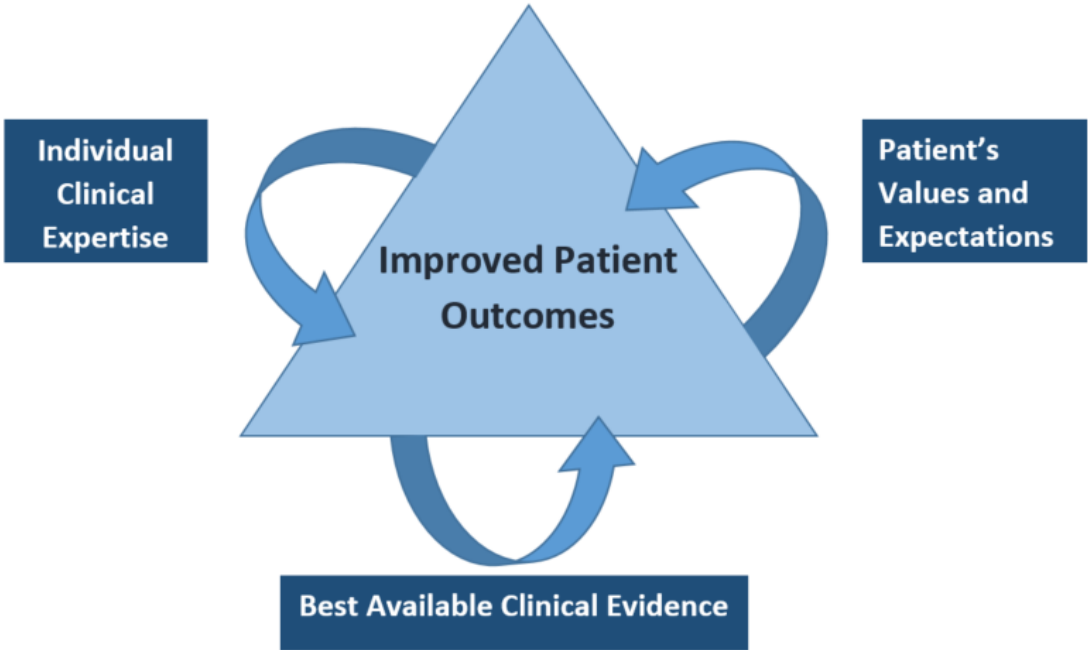 Individual
Clinical
Expertise
Patient’s
Values and
Expectations
Improved Patient
Outcomes
Best Available Clinical Evidence